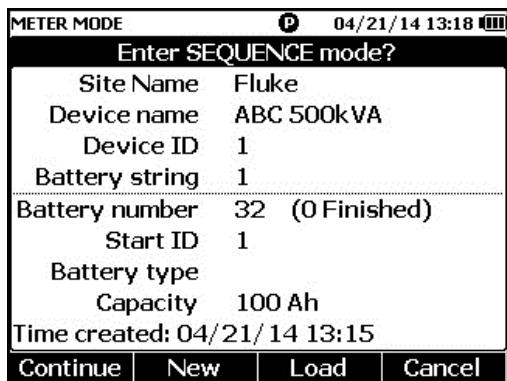 METER MODE P 04/21/14 13:18
Enter SEQUENCE mode?
Site Name Fluke
Device name ABC 500kVA
Device ID 1
Battery string 1
Battery number 32 (0 Finished)
Start ID 1
Battery type
Capacity 100 Ah
Time created: 04/21/14 13:15
Continue New Load Cancel